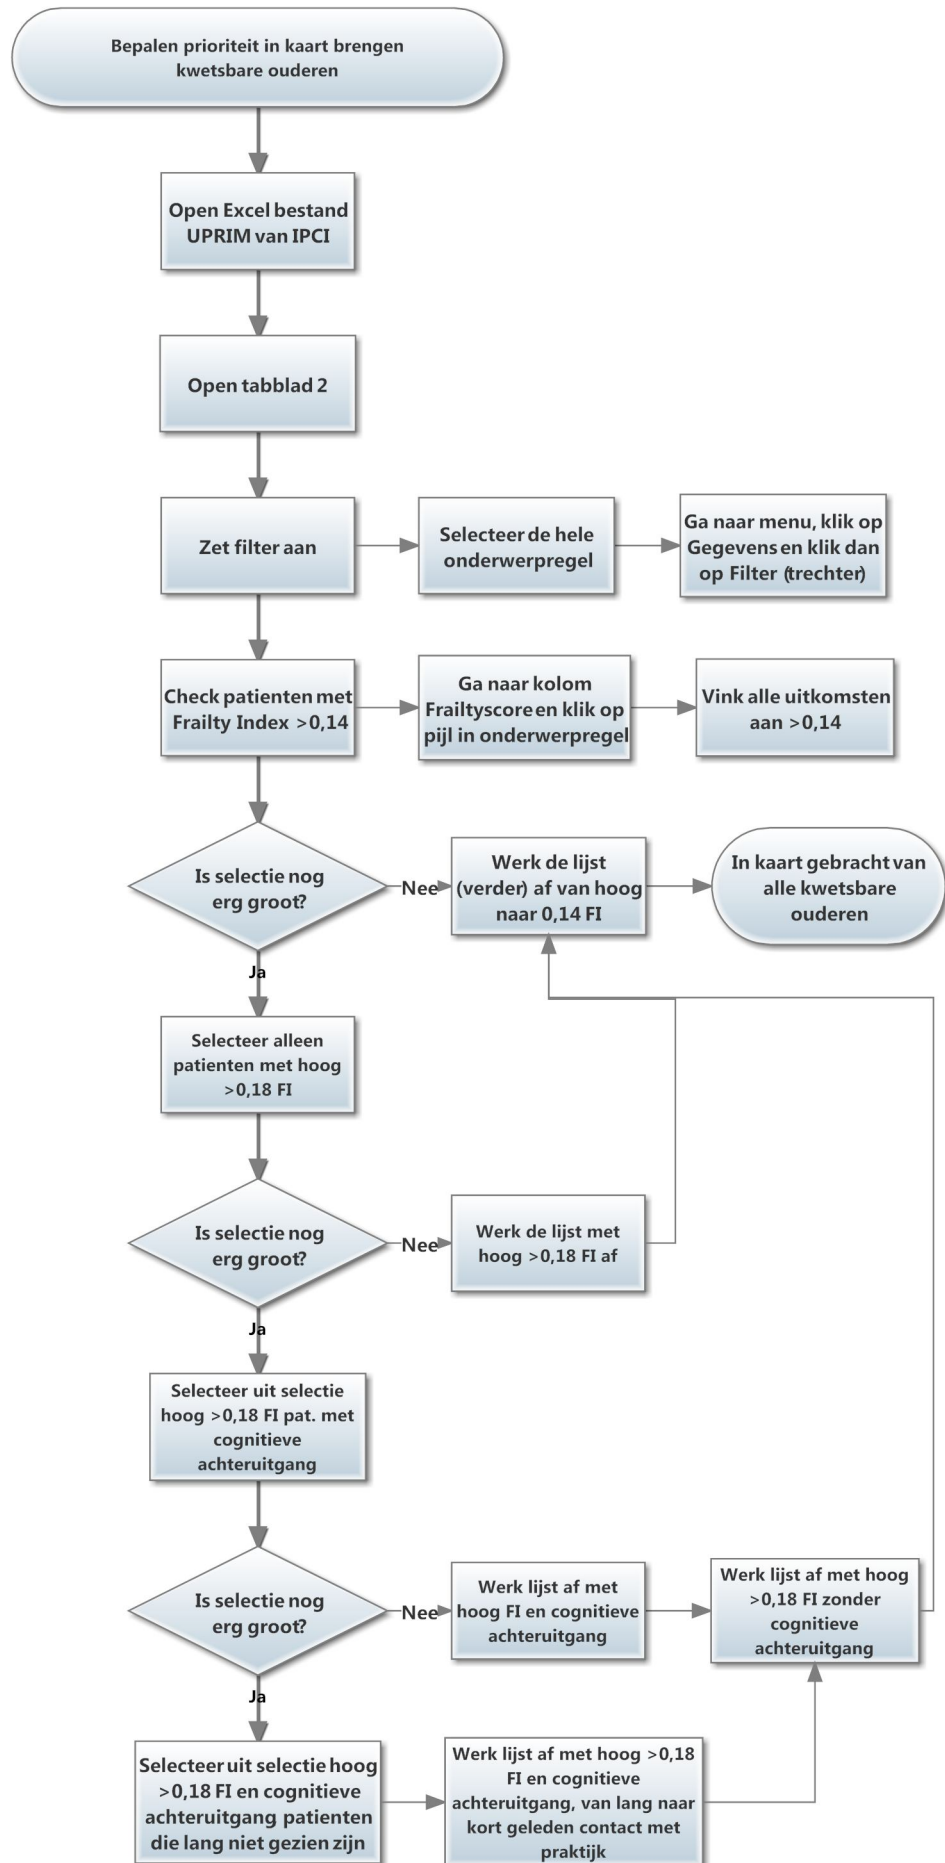 Bepalen prioriteit in kaart brengen
kwetsbare ouderen
Open Excel bestand
UPRIM van IPCI
Open tabblad 2
Zet filter aan
Selecteer de hele
onderwerpregel
Ga naar menu, klik op
Gegevens en klik dan
op Filter (trechter)
Check patienten met
Frailty Index >0,14
Ga naar kolom
Frailtyscore en klik op
pijl in onderwerpregel
Vink alle uitkomsten
aan >0,14
Is selectie nog
erg groot?
Nee
Werk de lijst
(verder) af van hoog
naar 0,14 FI
In kaart gebracht van
alle kwetsbare
ouderen
Ja
Selecteer alleen
patienten met hoog
>0,18 FI
Is selectie nog
erg groot?
Nee
Werk de lijst met
hoog >0,18 FI af
Ja
Selecteer uit selectie
hoog >0,18 FI pat. met
cognitieve
achteruitgang
Is selectie nog
erg groot?
Nee
Werk lijst af met
hoog FI en cognitieve
achteruitgang
Werk lijst af met hoog
>0,18 FI zonder
cognitieve
achteruitgang
Ja
Selecteer uit selectie hoog
>0,18 FI en cognitieve
achteruitgang patienten
die lang niet gezien zijn
Werk lijst af met hoog >0,18
FI en cognitieve
achteruitgang, van lang naar
kort geleden contact met
praktijk